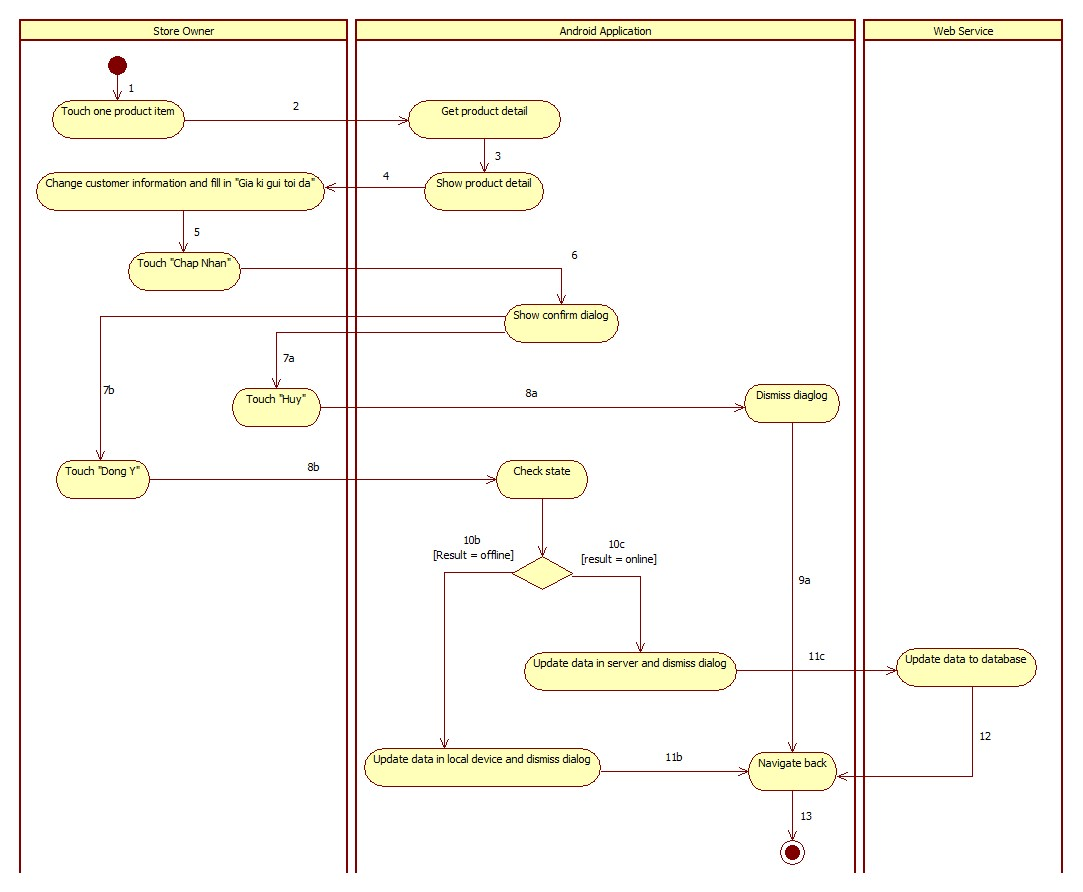 Store Owner
Android Application
Web Service
1
Touch one product item
2
Get product detail
3
Change customer information and fill in "Gia ki gui toi da"
4
Show product detail
5
6
Touch "Chap Nhan"
Show confirm dialog
7a
7b
Touch "Huy"
8a
Dismiss diaglog
Touch "Dong Y"
8b
Check state
10b
[Result = offline]
10c
[result = online]
9a
Update data in server and dismiss dialog
11c
Update data to database
12
Update data in local device and dismiss dialog
11b
Navigate back
13